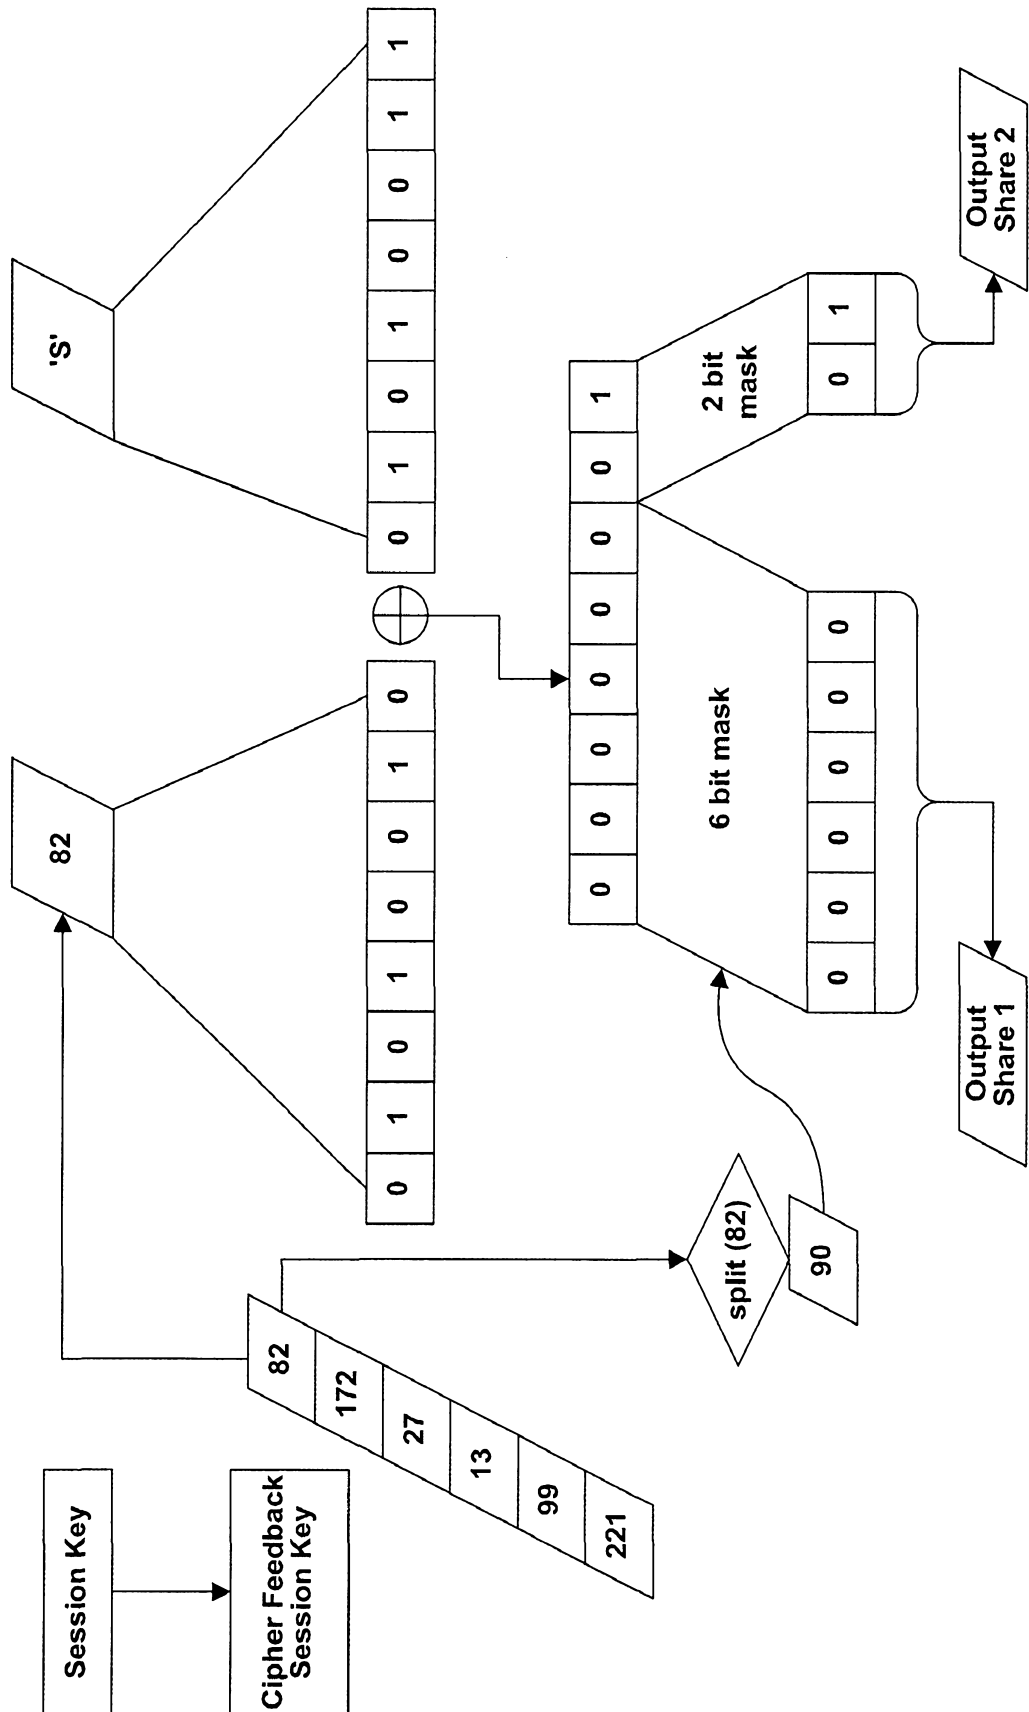 Session Key
Cipher Feedback
Session Key
82
172
27
13
99
221
82
'S'
0 1 0 1 0 0 1 0
0 1 0 1 0 0 1 1
0 0 0 0 0 0 0 1
split (82)
90
6 bit mask
2 bit
mask
0 0 0 0 0 0
0 1
Output
Share 1
Output
Share 2